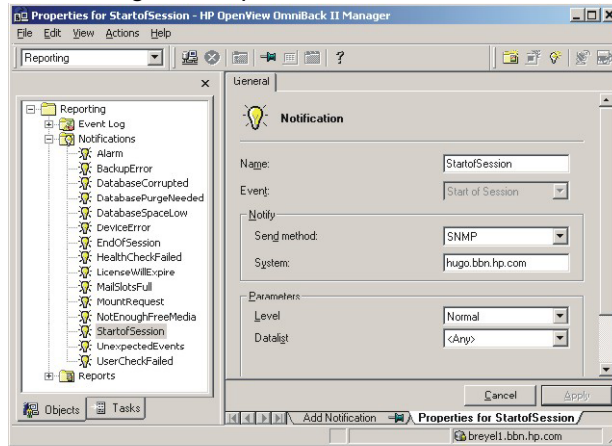 Properties for StartofSession - HP OpenView OmniBack II Manager
File Edit View Actions Help
Reporting
Reporting
Event Log
Notifications
Alarm
BackupError
DatabaseCorrupted
DatabasePurgeNeeded
DatabaseSpaceLow
DeviceError
EndOfSession
HealthCheckFailed
LicenseWillExpire
MailSlotsFull
MountRequest
NotEnoughFreeMedia
StartofSession
UnexpectedEvents
UserCheckFailed
Reports
Objects Tasks
General
Notification
Name: StartofSession
Event: Start of Session
Notify
Send method: SNMP
System: hugo.bbn.hp.com
Parameters
Level Normal
Datalist <Any>
Cancel Apply
Add Notification Properties for StartofSession
breyel1.bbn.hp.com